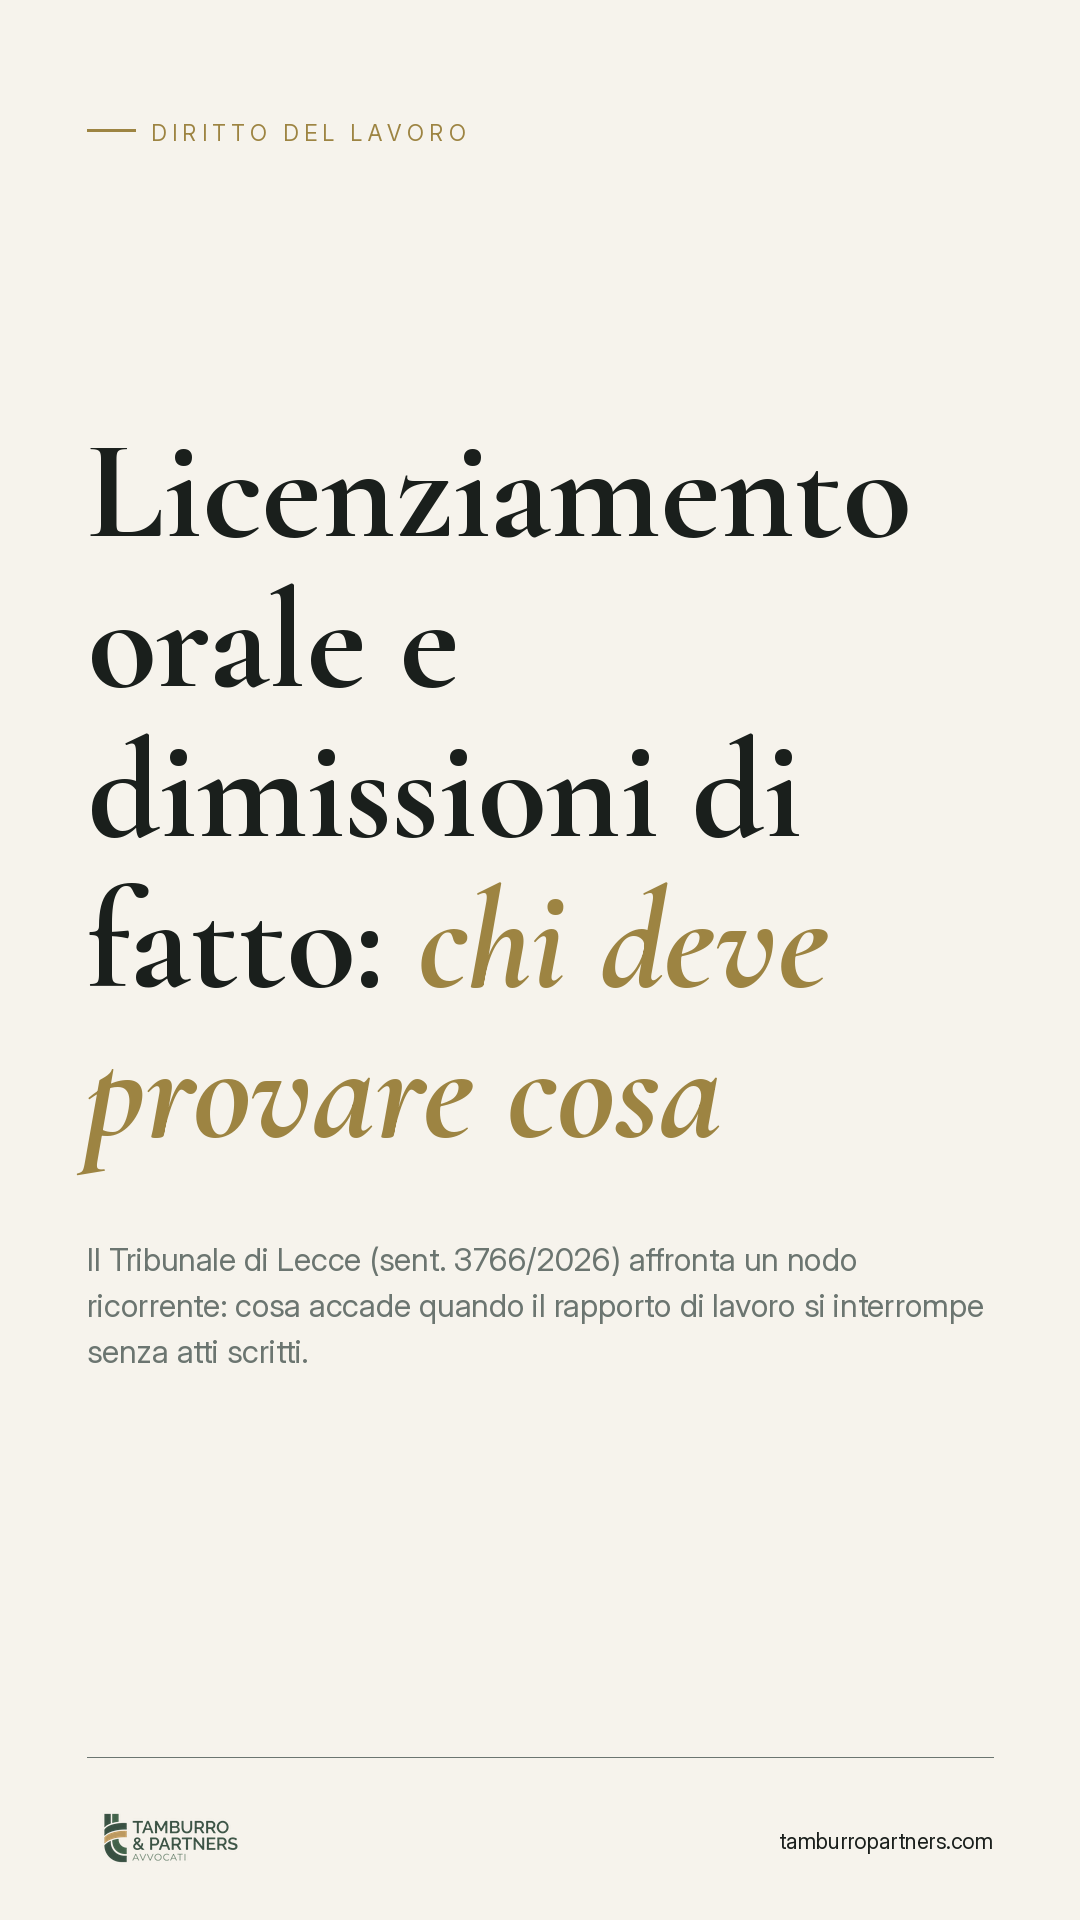 DIRITTO DEL LAVORO
Licenziamento
orale e
dimissioni di
fatto: chi deve
provare cosa
Il Tribunale di Lecce (sent. 3766/2026) affronta un nodo
ricorrente: cosa accade quando il rapporto di lavoro si interrompe
senza atti scritti.
TAMBURRO
& PARTNERS
AVVOCATI
tamburropartners.com